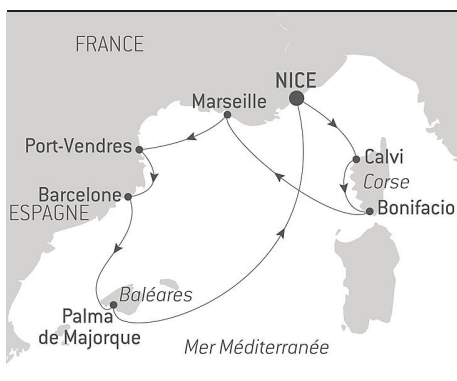 FRANCE
NICE
Marseille
Port-Vendres
Calvi
Corse
Barcelone
ESPAGNE
Bonifacio
Baléares
Palma
de Majorque
Mer Méditerranée